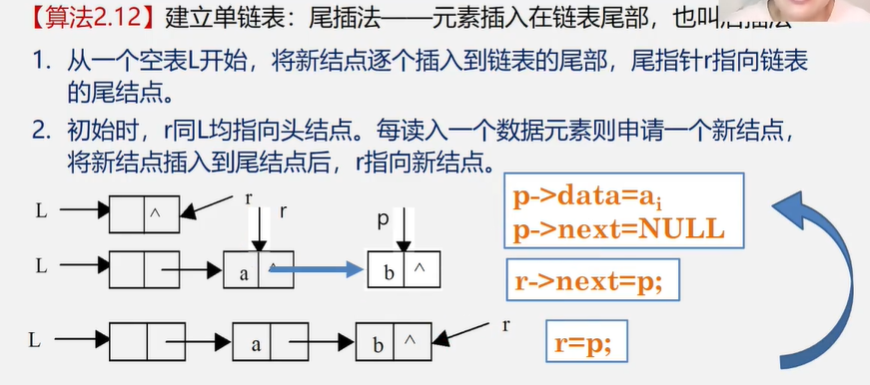 【算法2.12】建立单链表：尾插法——元素插入在链表尾部，也叫后插法
1. 从一个空表L开始，将新结点逐个插入到链表的尾部，尾指针r指向链表
的尾结点。
2. 初始时，r同L均指向头结点。每读入一个数据元素则申请一个新结点，
将新结点插入到尾结点后，r指向新结点。
L ^ r
r p
L a ^ b ^
L a b ^ r
p->data=aᵢ
p->next=NULL
r->next=p;
r=p;